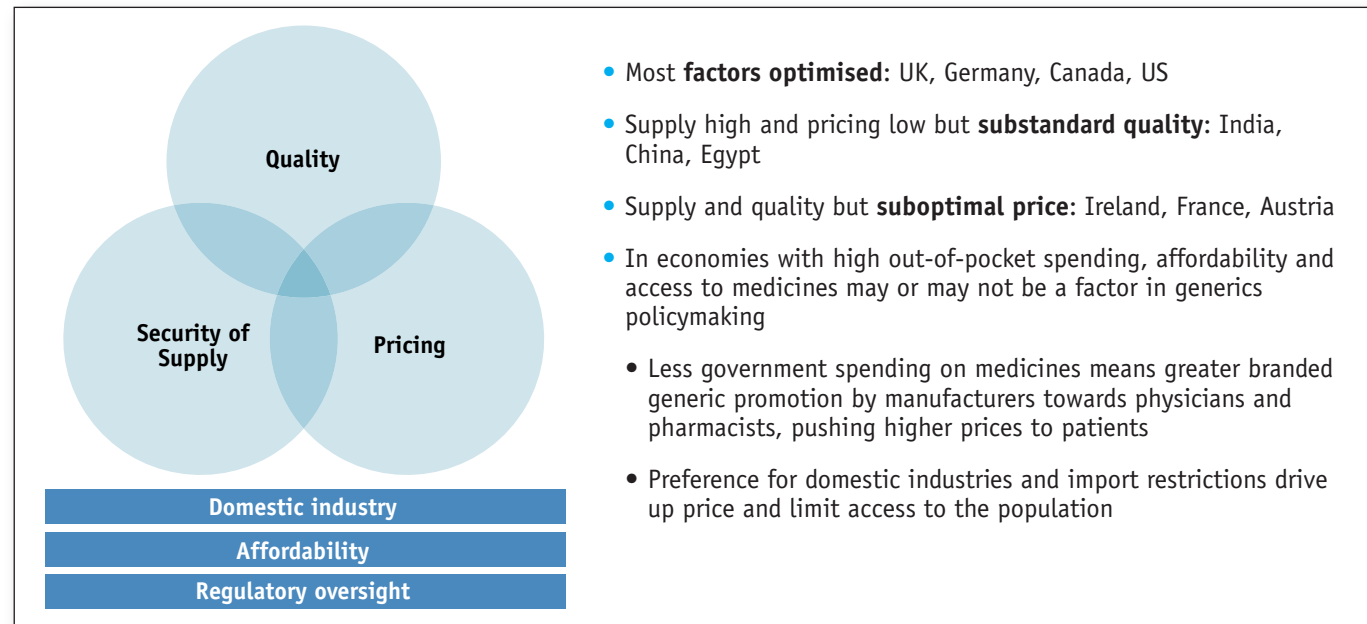 Quality
Security of
Supply
Pricing
Domestic industry
Affordability
Regulatory oversight
• Most factors optimised: UK, Germany, Canada, US
• Supply high and pricing low but substandard quality: India,
China, Egypt
• Supply and quality but suboptimal price: Ireland, France, Austria
• In economies with high out-of-pocket spending, affordability and
access to medicines may or may not be a factor in generics
policymaking
• Less government spending on medicines means greater branded
generic promotion by manufacturers towards physicians and
pharmacists, pushing higher prices to patients
• Preference for domestic industries and import restrictions drive
up price and limit access to the population